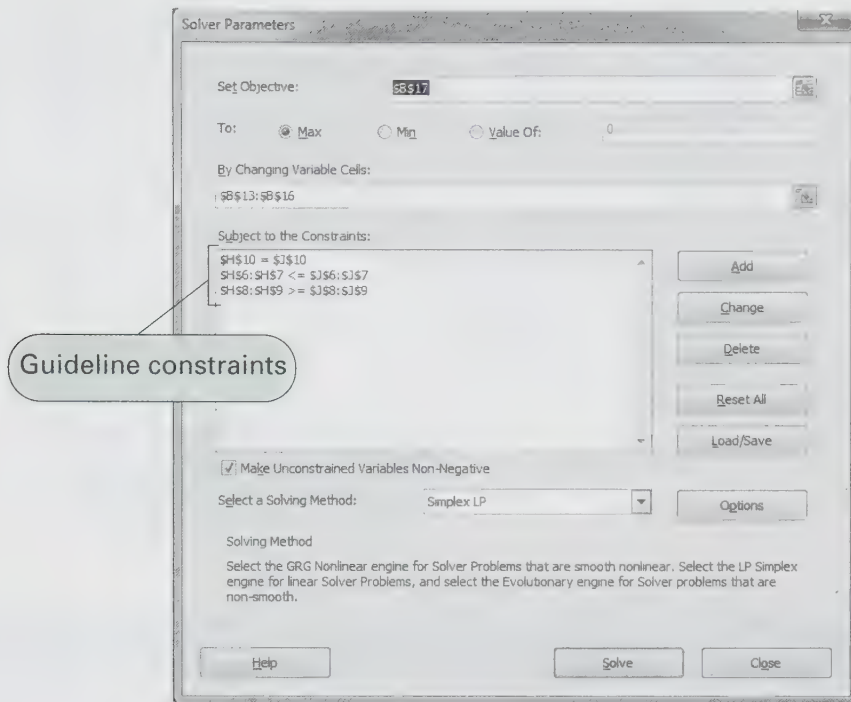 Solver Parameters
Set Objective:
$B$17
To:
Max
Min
Value Of:
0
By Changing Variable Cells:
$B$13:$B$16
Subject to the Constraints:
$H$10 = $J$10
$H$6:$H$7 <= $J$6:$J$7
$H$8:$H$9 >= $J$8:$J$9
Add
Change
Delete
Reset All
Load/Save
Guideline constraints
Make Unconstrained Variables Non-Negative
Select a Solving Method:
Simplex LP
Options
Solving Method
Select the GRG Nonlinear engine for Solver Problems that are smooth nonlinear. Select the LP Simplex
engine for linear Solver Problems, and select the Evolutionary engine for Solver problems that are
non-smooth.
Help
Solve
Close